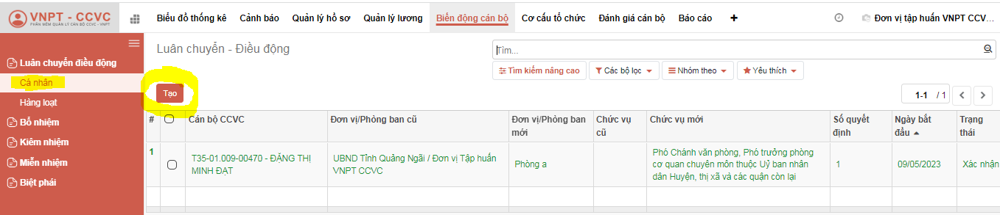 VNPT - CCVC
PHẦN MỀM QUẢN LÝ CÁN BỘ CCVC - VNPT
Biểu đồ thống kê Cảnh báo Quản lý hồ sơ Quản lý lương Biến động cán bộ Cơ cấu tổ chức Đánh giá cán bộ Báo cáo + Đơn vị tập huấn VNPT CCV...
Luân chuyển điều động
Cá nhân
Hàng loạt
Bổ nhiệm
Kiêm nhiệm
Miễn nhiệm
Biệt phái
Luân chuyển - Điều động
Tìm...
Tìm kiếm nâng cao Các bộ lọc Nhóm theo Yêu thích
Tạo
1-1 / 1
# Cán bộ CCVC Đơn vị/Phòng ban cũ Đơn vị/Phòng ban mới Chức vụ cũ Chức vụ mới Số quyết định Ngày bắt đầu Trạng thái
1
T35-01.009-00470 - ĐẶNG THỊ
MINH ĐẠT
UBND Tỉnh Quảng Ngãi / Đơn vị Tập huấn
VNPT CCVC
Phòng a
Phó Chánh văn phòng, Phó trưởng phòng
cơ quan chuyên môn thuộc Uỷ ban nhân
dân Huyện, thị xã và các quận còn lại
1
09/05/2023
Xác nhận